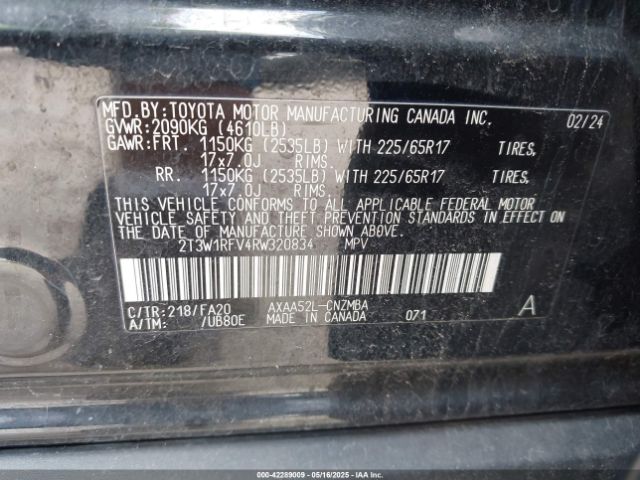 MFD. BY: TOYOTA MOTOR MANUFACTURING CANADA INC. 02/24
GVWR: 2090KG (4610LB)
GAWR: FRT. 1150KG (2535LB) WITH 225/65R17 TIRES,
17x7.0J RIMS.
RR. 1150KG (2535LB) WITH 225/65R17 TIRES,
17x7.0J RIMS.
THIS VEHICLE CONFORMS TO ALL APPLICABLE FEDERAL MOTOR
VEHICLE SAFETY AND THEFT PREVENTION STANDARDS IN EFFECT ON
THE DATE OF MANUFACTURE SHOWN ABOVE.
2T3W1RFV4RW320834 MPV
C/TR: 218/FA20 AXAA52L-CNZMBA
A/TM: /UB80E MADE IN CANADA 071 A
000-42289009 - 05/16/2025 - IAAI.COM